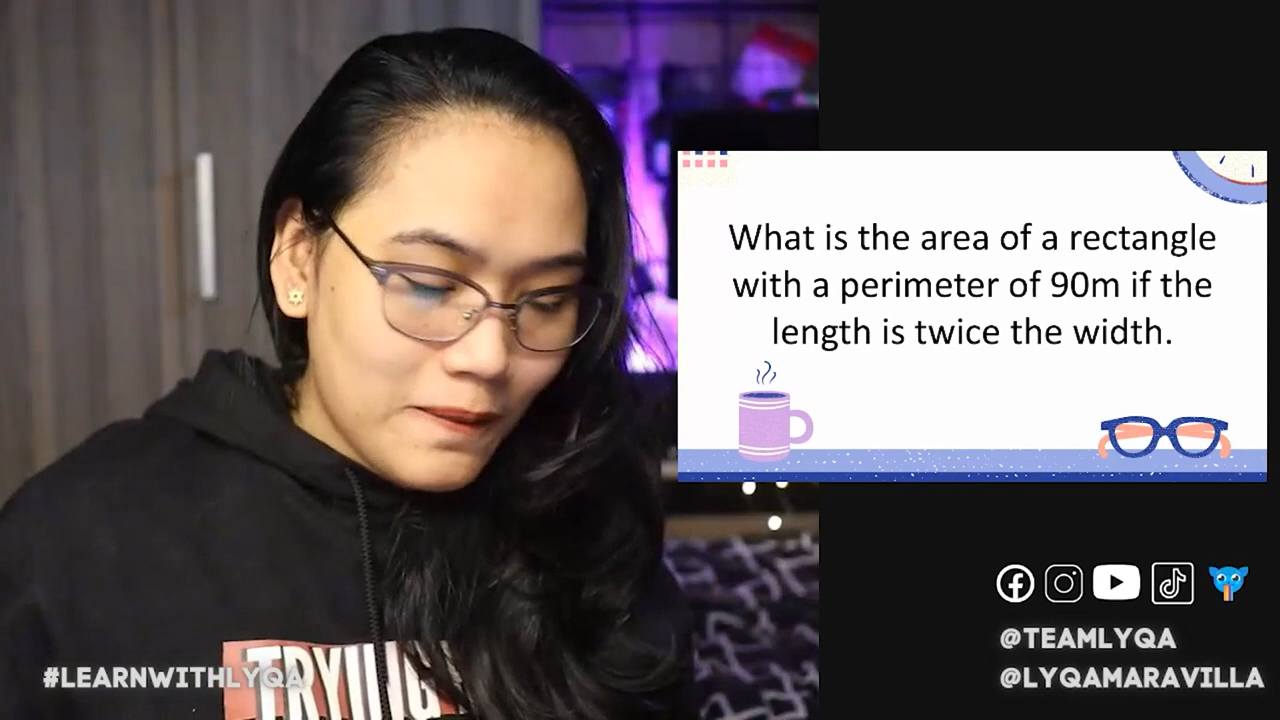 What is the area of a rectangle
with a perimeter of 90m if the
length is twice the width.
@TEAMLYQA
@LYQAMARAVILLA
#LEARNWITHLYQA